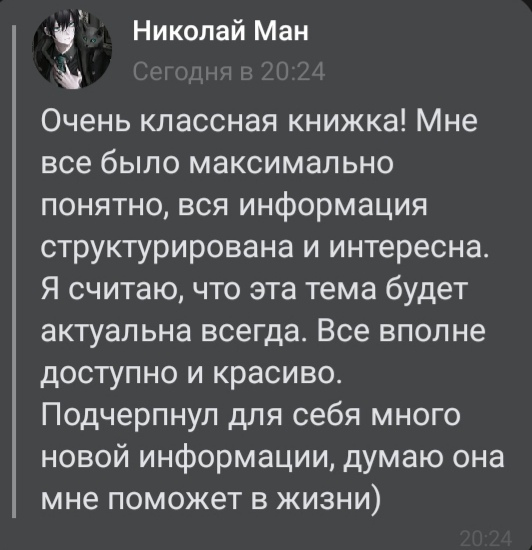 Николай Ман
Сегодня в 20:24
Очень классная книжка! Мне
все было максимально
понятно, вся информация
структурирована и интересна.
Я считаю, что эта тема будет
актуальна всегда. Все вполне
доступно и красиво.
Подчерпнул для себя много
новой информации, думаю она
мне поможет в жизни)
20:24